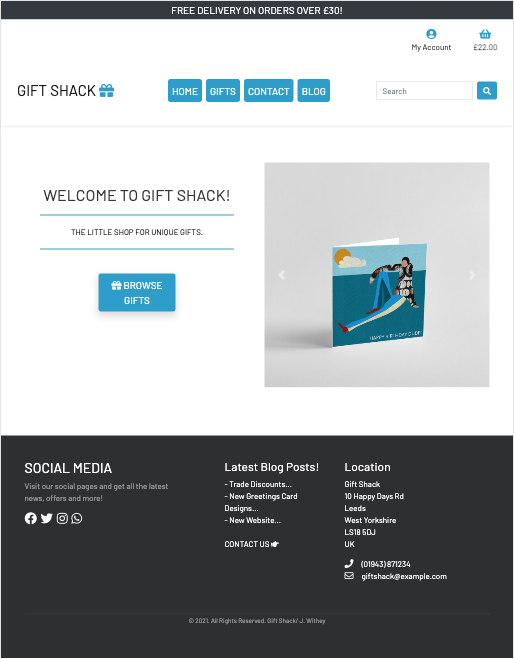 FREE DELIVERY ON ORDERS OVER £30!
My Account
£22.00
GIFT SHACK
HOME
GIFTS
CONTACT
BLOG
Search
WELCOME TO GIFT SHACK!
THE LITTLE SHOP FOR UNIQUE GIFTS.
BROWSE
GIFTS
SOCIAL MEDIA
Visit our social pages and get all the latest
news, offers and more!
Latest Blog Posts!
- Trade Discounts...
- New Greetings Card
Designs...
- New Website...
CONTACT US
Location
Gift Shack
10 Happy Days Rd
Leeds
West Yorkshire
LS18 5DJ
UK
(01943) 871234
giftshack@example.com
© 2021. All Rights Reserved. Gift Shack/ J. Withey